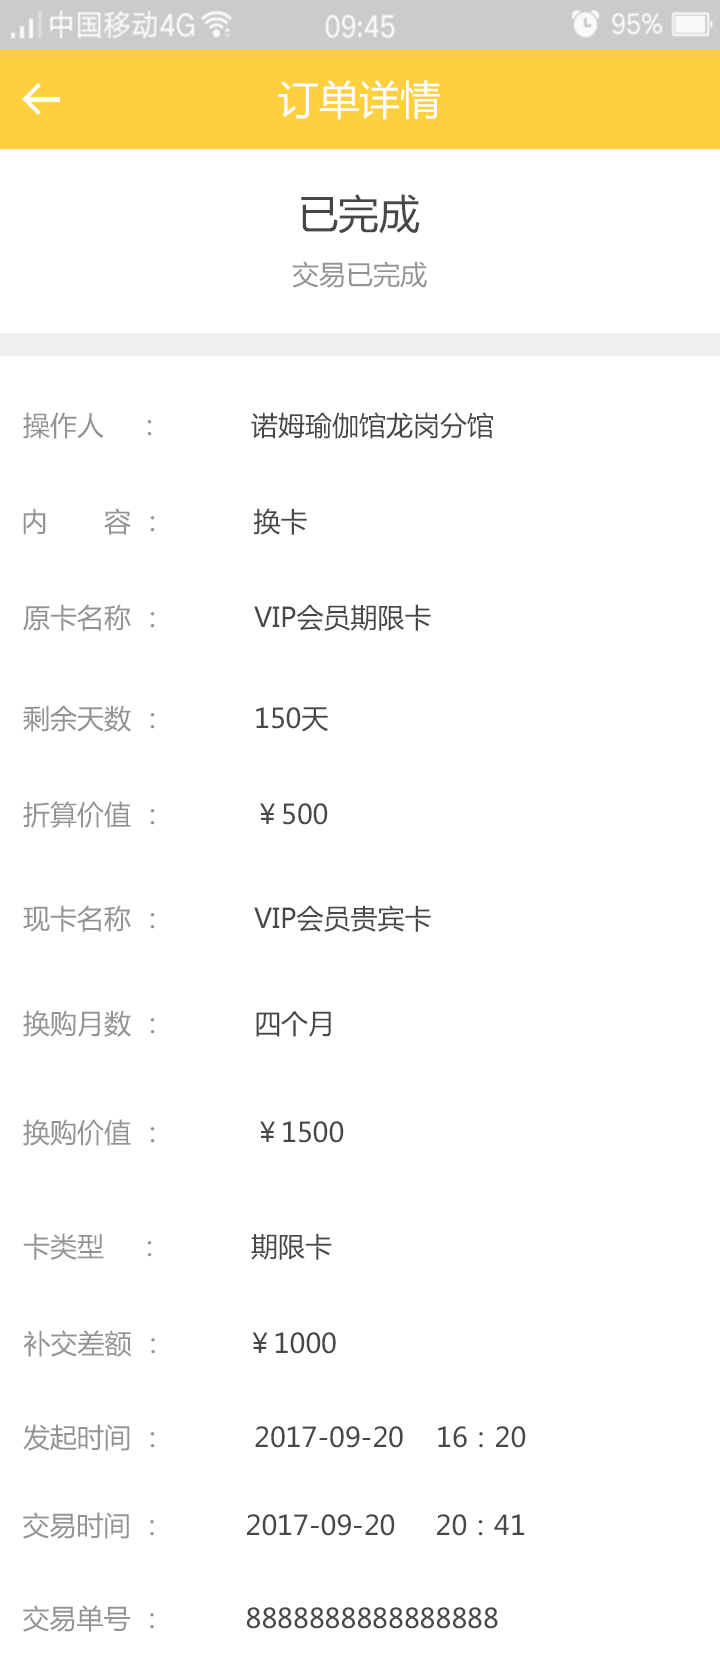 中国移动4G 09:45 95%
订单详情
已完成
交易已完成
操作人 : 诺姆瑜伽馆龙岗分馆
内 容 : 换卡
原卡名称 : VIP会员期限卡
剩余天数 : 150天
折算价值 : ¥500
现卡名称 : VIP会员贵宾卡
换购月数 : 四个月
换购价值 : ¥1500
卡类型 : 期限卡
补交差额 : ¥1000
发起时间 : 2017-09-20 16:20
交易时间 : 2017-09-20 20:41
交易单号 : 8888888888888888